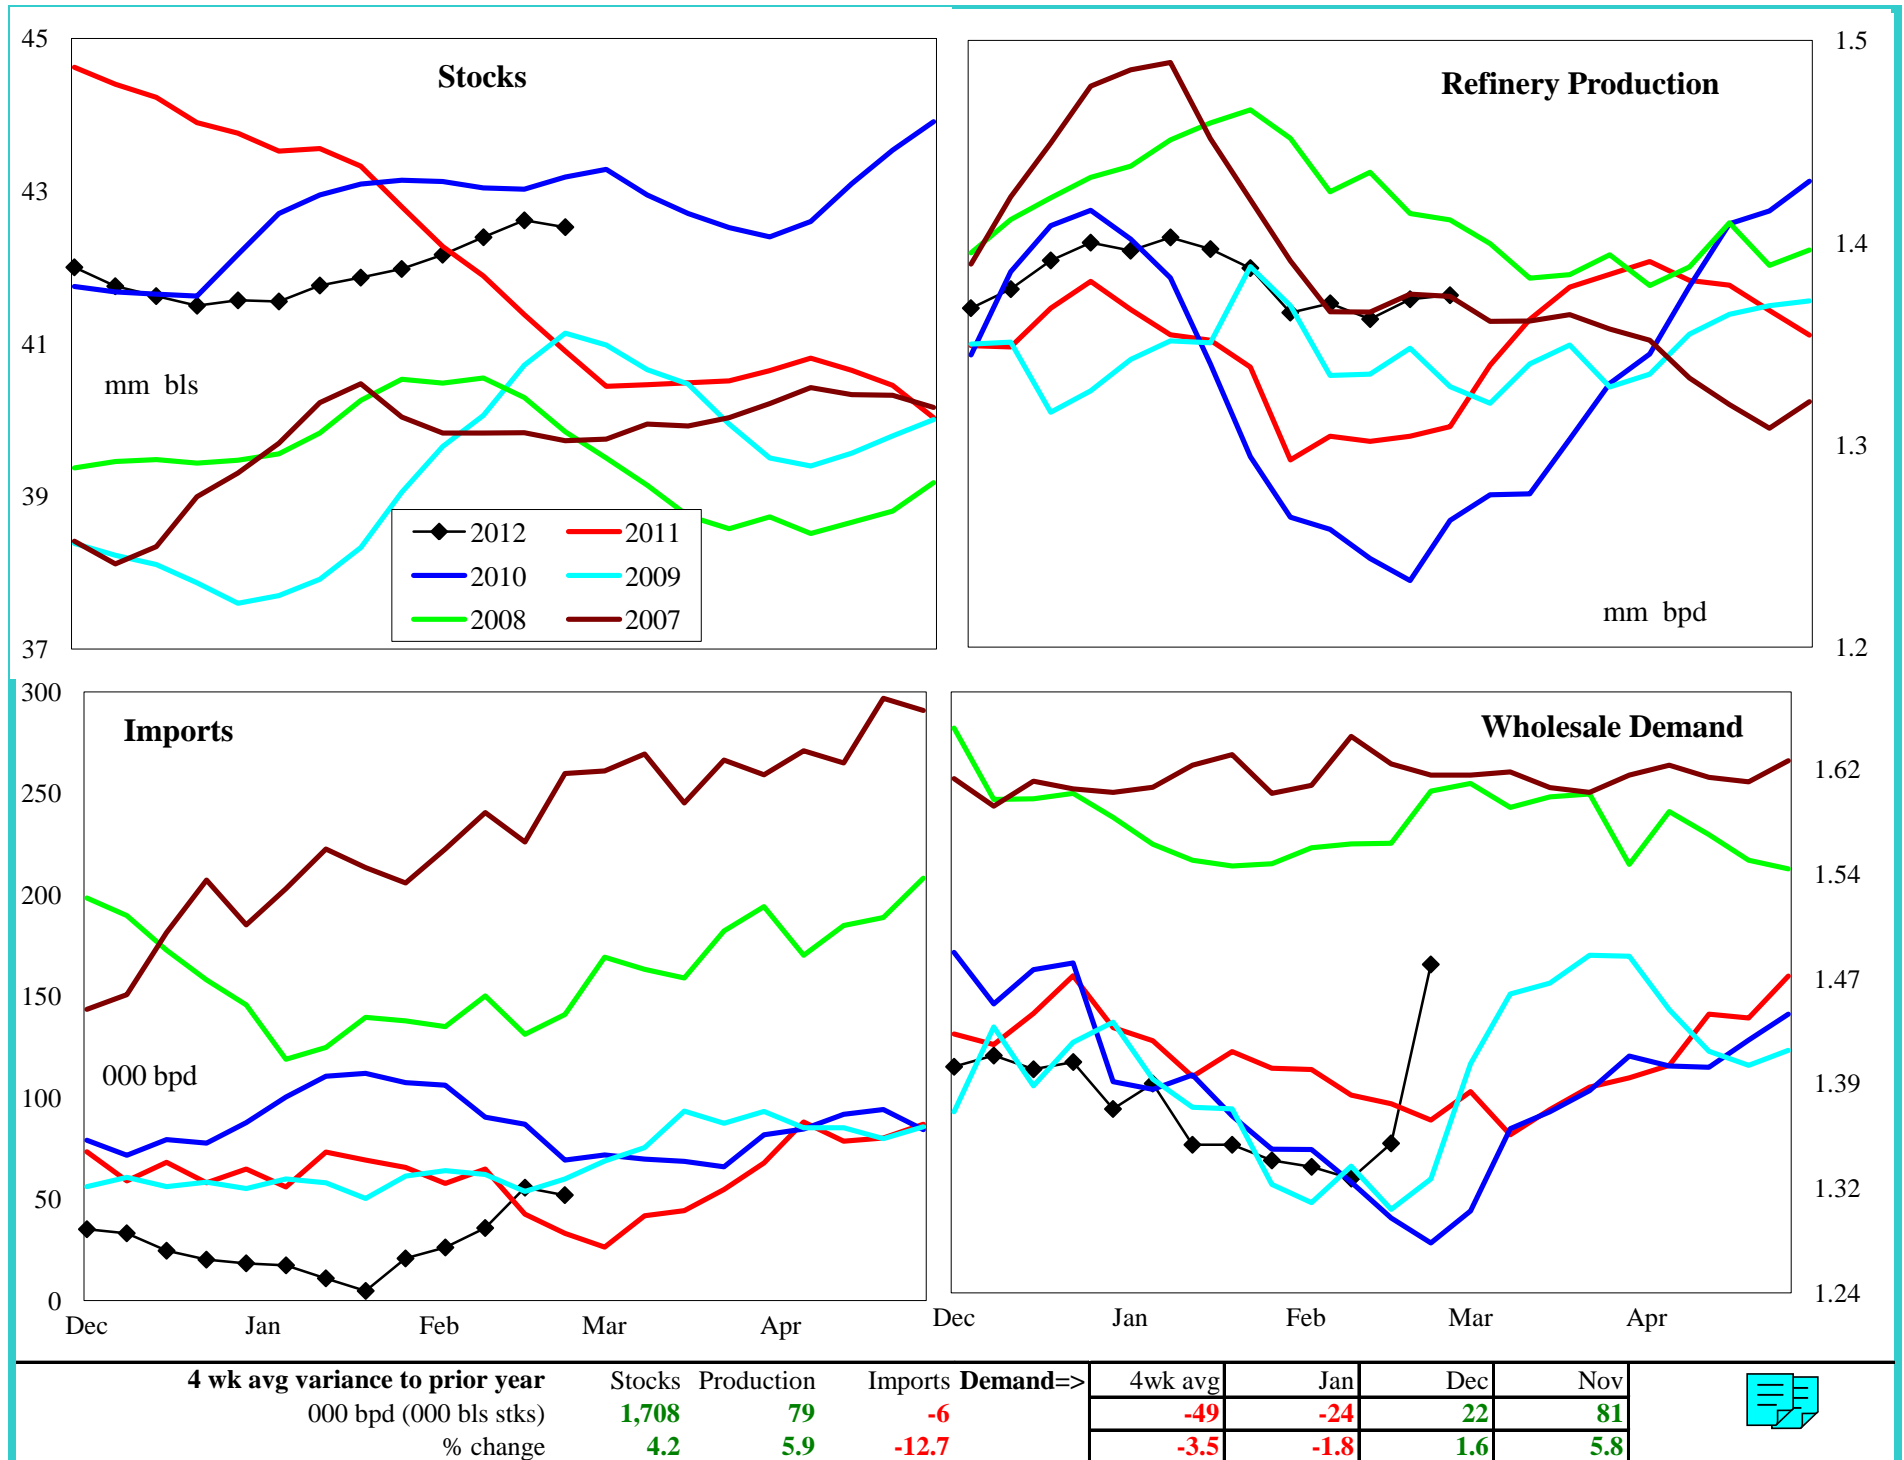 Stocks
45
43
41
39
37
mm bls
2012 2011
2010 2009
2008 2007
Refinery Production
1.5
1.4
1.3
1.2
mm bpd
Imports
300
250
200
150
100
50
0
000 bpd
Dec Jan Feb Mar Apr
Wholesale Demand
1.62
1.54
1.47
1.39
1.32
1.24
Dec Jan Feb Mar Apr
4 wk avg variance to prior year Stocks Production Imports Demand=> 4wk avg Jan Dec Nov
000 bpd (000 bls stks) 1,708 79 -6 -49 -24 22 81
% change 4.2 5.9 -12.7 -3.5 -1.8 1.6 5.8